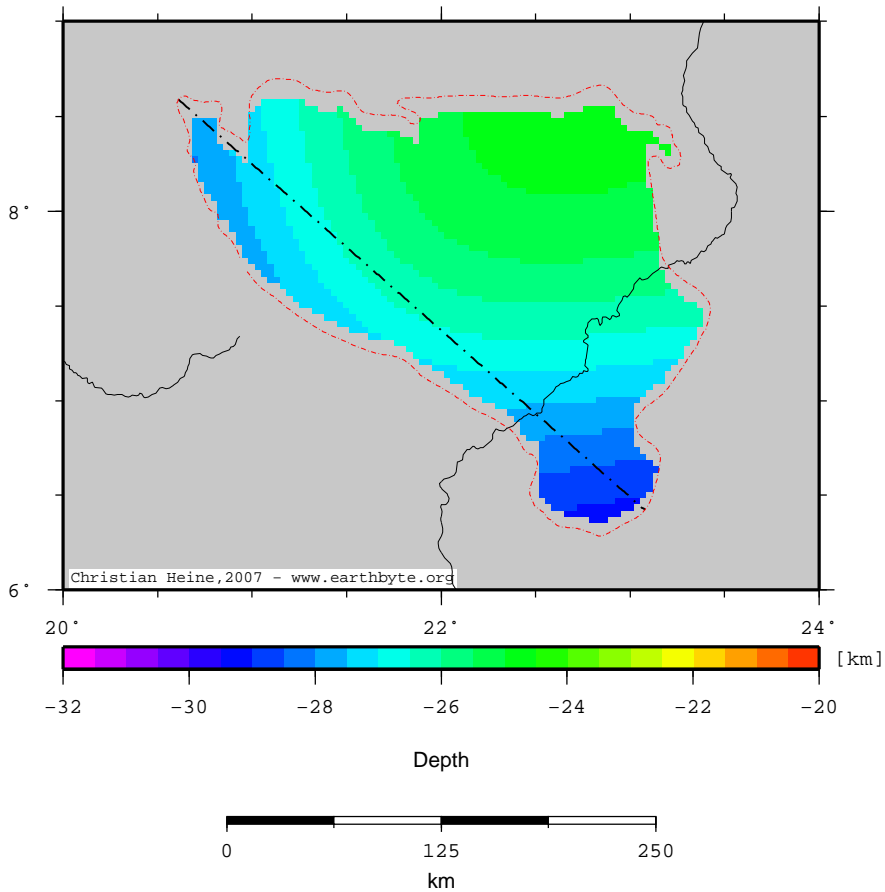 8°
6°
Christian Heine,2007 - www.earthbyte.org
20° 22° 24°
[km]
-32 -30 -28 -26 -24 -22 -20
Depth
0 125 250
km